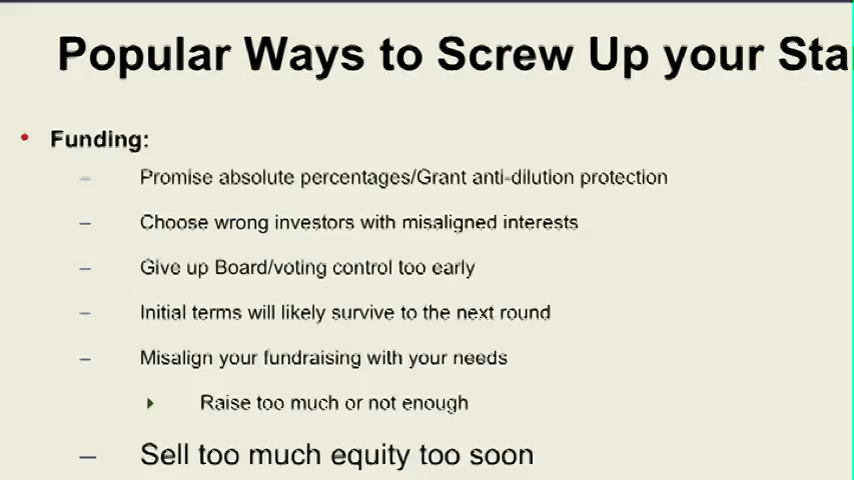 Popular Ways to Screw Up your Sta
• Funding:
– Promise absolute percentages/Grant anti-dilution protection
– Choose wrong investors with misaligned interests
– Give up Board/voting control too early
– Initial terms will likely survive to the next round
– Misalign your fundraising with your needs
‣ Raise too much or not enough
– Sell too much equity too soon